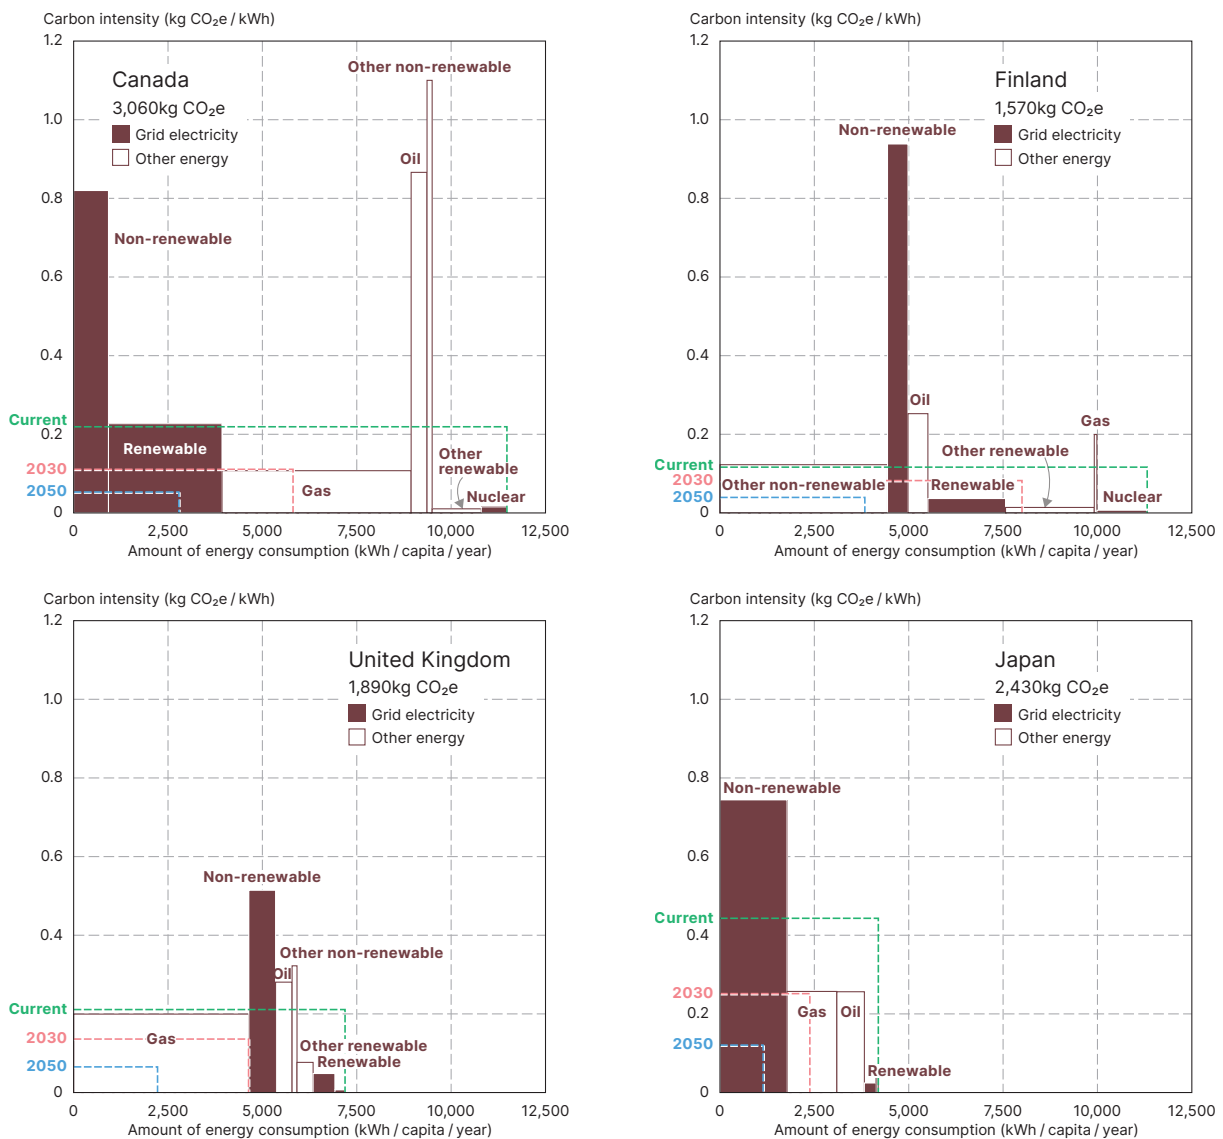 Carbon intensity (kg CO₂e / kWh)
1.2
1.0
0.8
0.6
0.4
0.2
0
Current
2030
2050
Canada
3,060kg CO₂e
Grid electricity
Other energy
Non-renewable
Renewable
Gas
Oil
Other non-renewable
Other
renewable
Nuclear
0
2,500
5,000
7,500
10,000
12,500
Amount of energy consumption (kWh / capita / year)
Carbon intensity (kg CO₂e / kWh)
1.2
1.0
0.8
0.6
0.4
0.2
0
Current
2030
2050
Finland
1,570kg CO₂e
Grid electricity
Other energy
Non-renewable
Oil
Gas
Other renewable
Other non-renewable
Renewable
Nuclear
0
2,500
5,000
7,500
10,000
12,500
Amount of energy consumption (kWh / capita / year)
Carbon intensity (kg CO₂e / kWh)
1.2
1.0
0.8
0.6
0.4
0.2
0
Current
2030
2050
United Kingdom
1,890kg CO₂e
Grid electricity
Other energy
Non-renewable
Other non-renewable
Oil
Gas
Other renewable
Renewable
0
2,500
5,000
7,500
10,000
12,500
Amount of energy consumption (kWh / capita / year)
Carbon intensity (kg CO₂e / kWh)
1.2
1.0
0.8
0.6
0.4
0.2
0
Current
2030
2050
Japan
2,430kg CO₂e
Grid electricity
Other energy
Non-renewable
Gas
Oil
Renewable
0
2,500
5,000
7,500
10,000
12,500
Amount of energy consumption (kWh / capita / year)